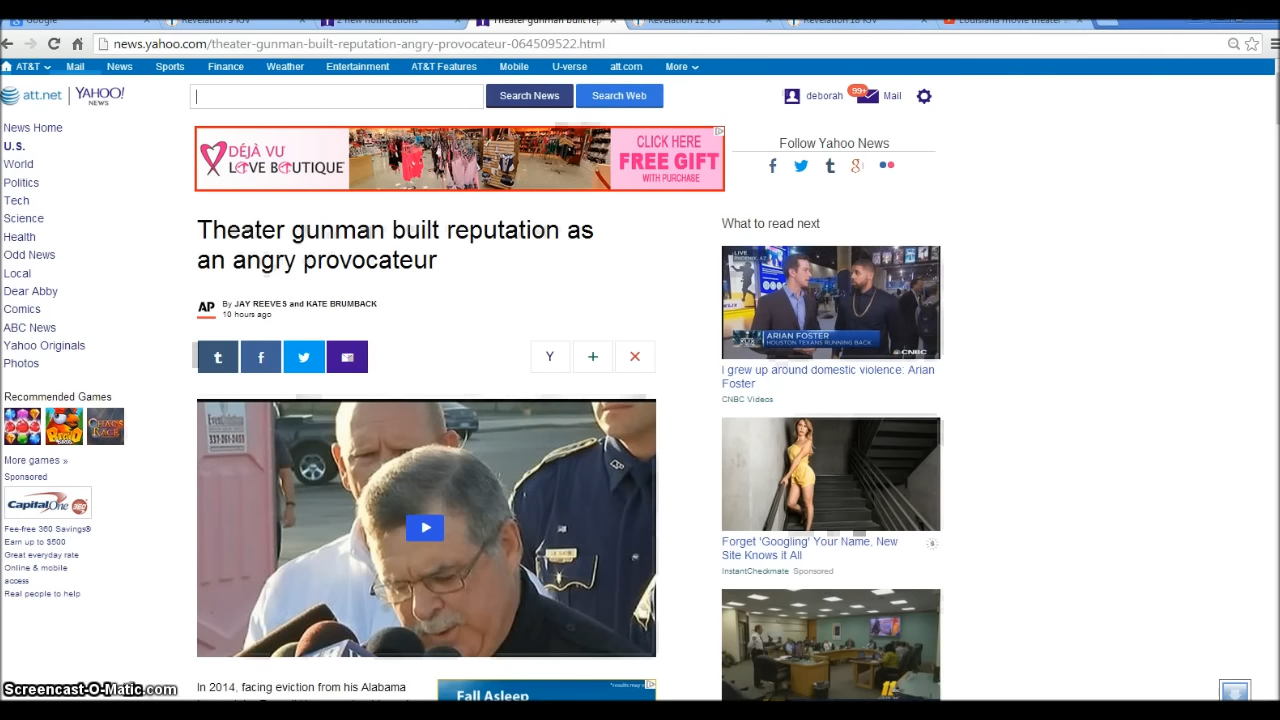 Google
Revelation 9 KJV
2 new notifications
Theater gunman built rep
Revelation 12 KJV
Revelation 18 KJV
Louisiana movie theater
news.yahoo.com/theater-gunman-built-reputation-angry-provocateur-064509522.html
AT&T Mail News Sports Finance Weather Entertainment AT&T Features Mobile U-verse att.com More
att.net | YAHOO!
NEWS
Search News Search Web
deborah 99+ Mail
News Home
U.S.
World
Politics
Tech
Science
Health
Odd News
Local
Dear Abby
Comics
ABC News
Yahoo Originals
Photos
Recommended Games
More games »
Sponsored
CapitalOne 360
Fee-free 360 Savings®
Earn up to $500
Great everyday rate
Online & mobile
access
Real people to help
DÉJÀ VU
LOVE BOUTIQUE
CLICK HERE
FREE GIFT
WITH PURCHASE
Theater gunman built reputation as
an angry provocateur
AP
By JAY REEVES and KATE BRUMBACK
10 hours ago
t f Y + ×
337-261-2451
In 2014, facing eviction from his Alabama
Fall Asleep
Follow Yahoo News
f t g
What to read next
LIVE
ARIAN FOSTER
HOUSTON TEXANS RUNNING BACK
CNBC
I grew up around domestic violence: Arian
Foster
CNBC Videos
Forget 'Googling' Your Name, New
Site Knows it All
InstantCheckmate Sponsored
Screencast-O-Matic.com